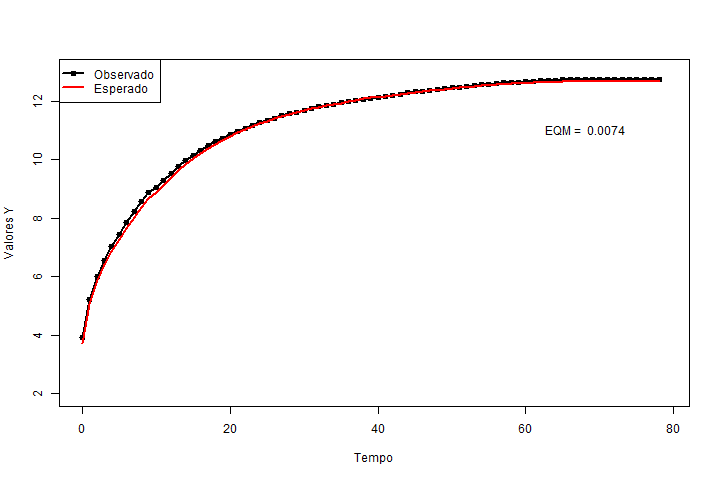 Observado
Esperado
EQM = 0.0074
Valores Y
12
10
8
6
4
2
0 20 40 60 80
Tempo